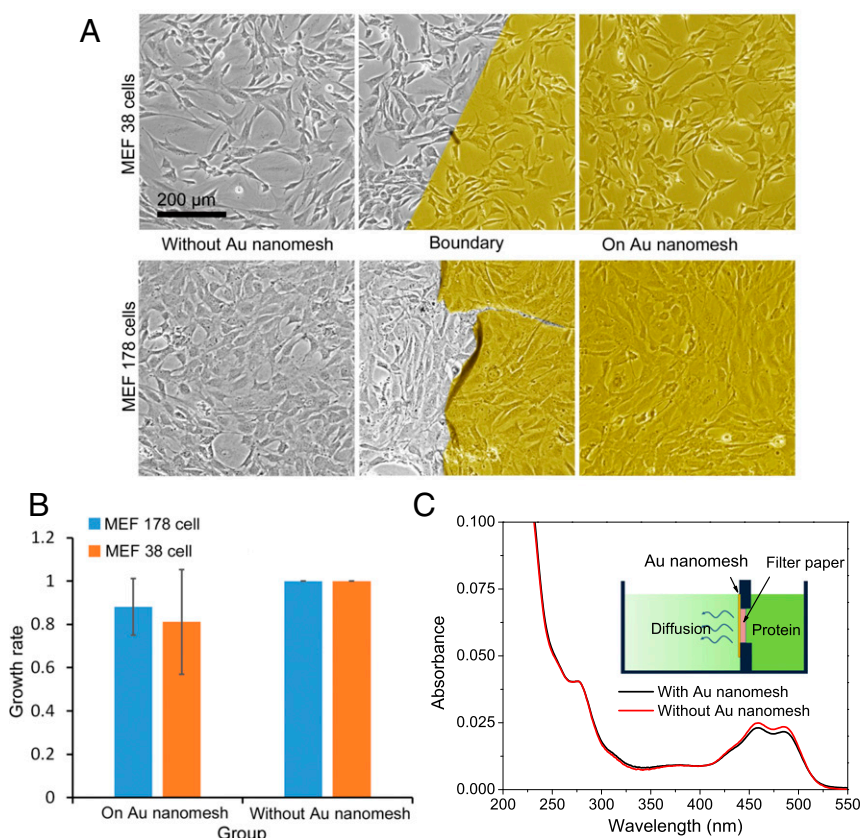 A
MEF 38 cells
200 µm
Without Au nanomesh
Boundary
On Au nanomesh
MEF 178 cells
B
MEF 178 cell
MEF 38 cell
1.2
1
0.8
0.6
0.4
0.2
0
Growth rate
On Au nanomesh
Without Au nanomesh
Group
C
0.100
0.075
0.050
0.025
0.000
Absorbance
Au nanomesh
Filter paper
Diffusion
Protein
With Au nanomesh
Without Au nanomesh
200
250
300
350
400
450
500
550
Wavelength (nm)